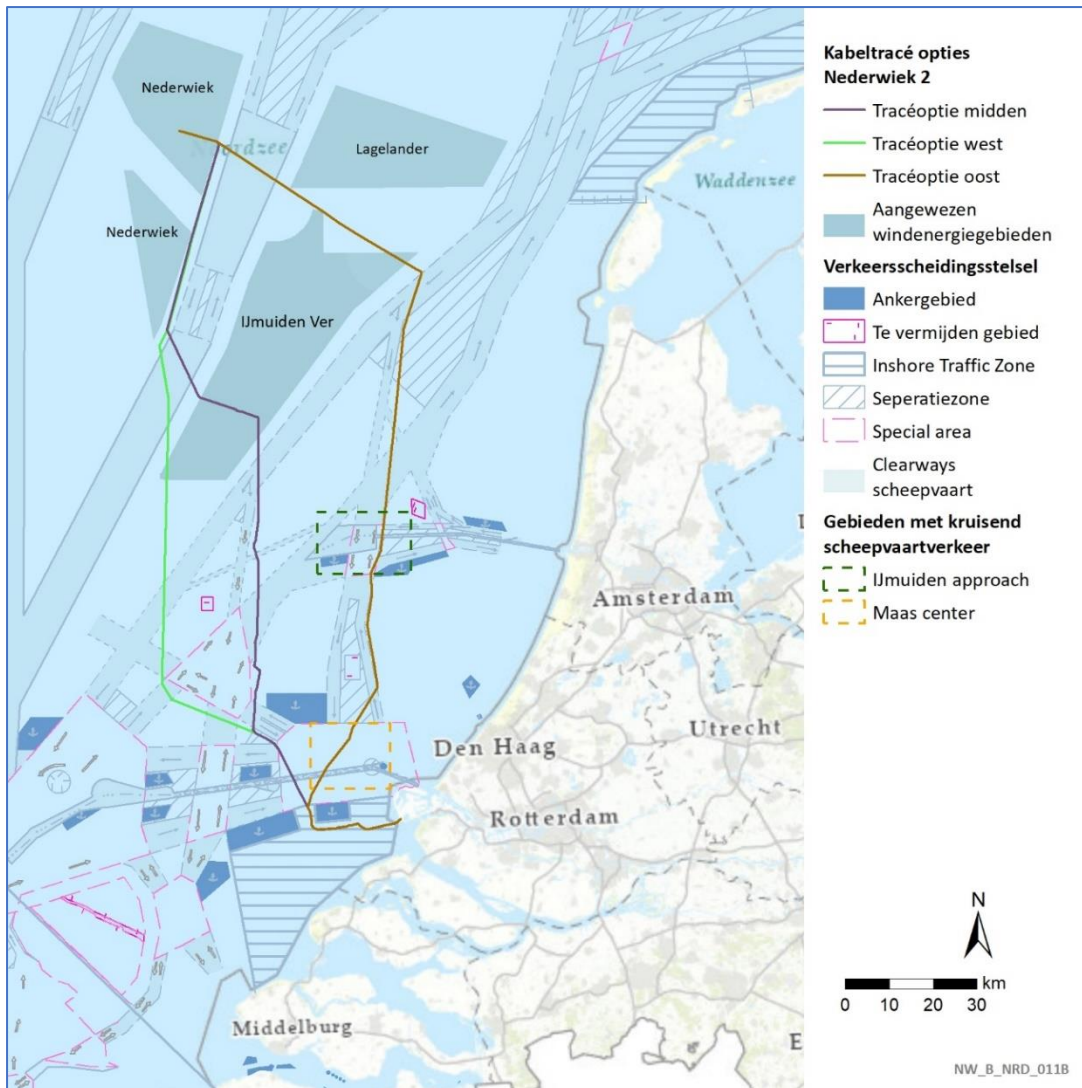 Nederwiek
Noordzee
Lagelander
Waddenzee
Nederwiek
IJmuiden Ver
Amsterdam
Den Haag
Utrecht
Rotterdam
Middelburg
Kabeltracé opties
Nederwiek 2
Tracéoptie midden
Tracéoptie west
Tracéoptie oost
Aangewezen
windenergiegebieden
Verkeersscheidingsstelsel
Ankergebied
Te vermijden gebied
Inshore Traffic Zone
Seperatiezone
Special area
Clearways
scheepvaart
Gebieden met kruisend
scheepvaartverkeer
IJmuiden approach
Maas center
N
km
0 10 20 30
NW_B_NRD_011B